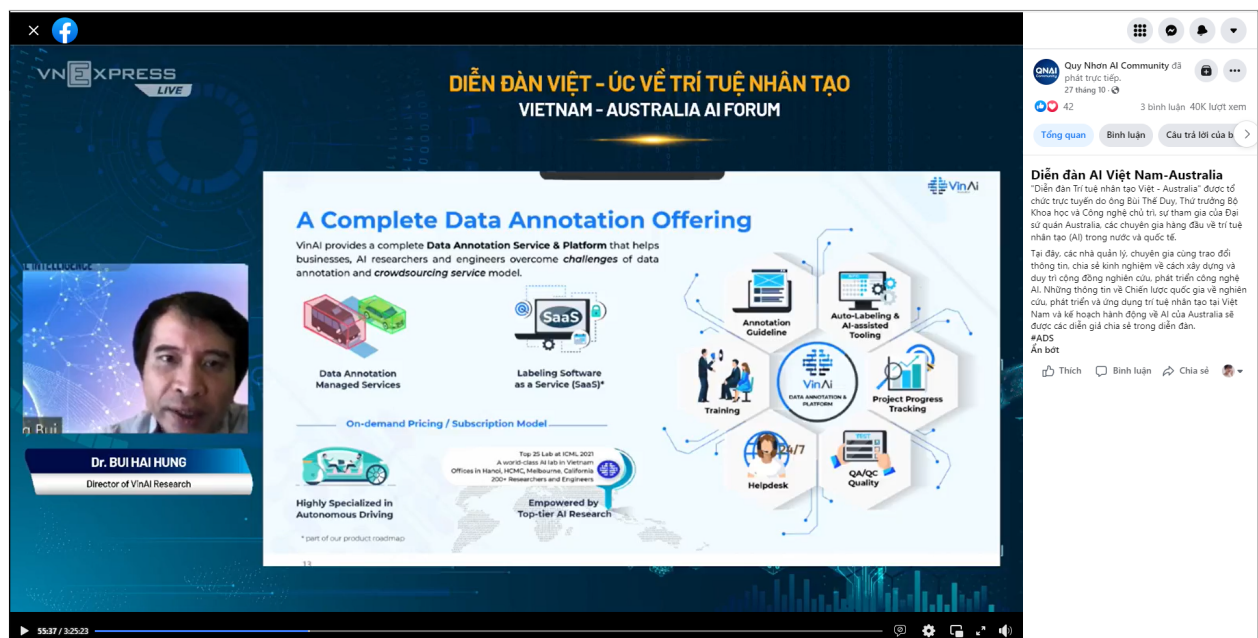 VNEXPRESS
LIVE
DIỄN ĐÀN VIỆT - ÚC VỀ TRÍ TUỆ NHÂN TẠO
VIETNAM - AUSTRALIA AI FORUM
VinAi
A Complete Data Annotation Offering
VinAI provides a complete Data Annotation Service & Platform that helps
businesses, AI researchers and engineers overcome challenges of data
annotation and crowdsourcing service model.
SaaS
Data Annotation
Managed Services
Labeling Software
as a Service (SaaS)*
On-demand Pricing / Subscription Model
Top 25 Lab at ICML 2021
A world-class AI lab in Vietnam
Offices in Hanoi, HCMC, Melbourne, California
200+ Researchers and Engineers
Highly Specialized in
Autonomous Driving
Empowered by
Top-tier AI Research
* part of our product roadmap
13
Annotation
Guideline
Auto-Labeling &
AI-assisted
Tooling
Training
VinAi
DATA ANNOTATION &
PLATFORM
Project Progress
Tracking
24/7
Helpdesk
TEST
QA/QC
Quality
INTELLIGENCE
g Bui
Dr. BUI HAI HUNG
Director of VinAI Research
55:37 / 3:25:23
QNAI
Community
Quy Nhơn AI Community đã
phát trực tiếp.
27 tháng 10
42
3 bình luận 40K lượt xem
Tổng quan
Bình luận
Câu trả lời của b
Diễn đàn AI Việt Nam-Australia
"Diễn đàn Trí tuệ nhân tạo Việt - Australia" được tổ
chức trực tuyến do ông Bùi Thế Duy, Thứ trưởng Bộ
Khoa học và Công nghệ chủ trì, sự tham gia của Đại
sứ quán Australia, các chuyên gia hàng đầu về trí tuệ
nhân tạo (AI) trong nước và quốc tế.
Tại đây, các nhà quản lý, chuyên gia cùng trao đổi
thông tin, chia sẻ kinh nghiệm về cách xây dựng và
duy trì cộng đồng nghiên cứu, phát triển công nghệ
AI. Những thông tin về Chiến lược quốc gia về nghiên
cứu, phát triển và ứng dụng trí tuệ nhân tạo tại Việt
Nam và kế hoạch hành động về AI của Australia sẽ
được các diễn giả chia sẻ trong diễn đàn.
#ADS
Ẩn bớt
Thích
Bình luận
Chia sẻ